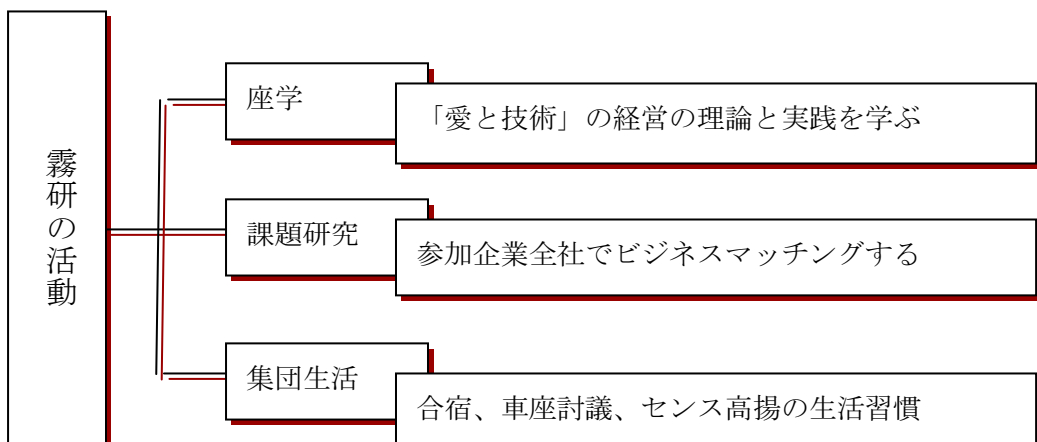 霧研の活動
座学
「愛と技術」の経営の理論と実践を学ぶ
課題研究
参加企業全社でビジネスマッチングする
集団生活
合宿、車座討議、センス高揚の生活習慣